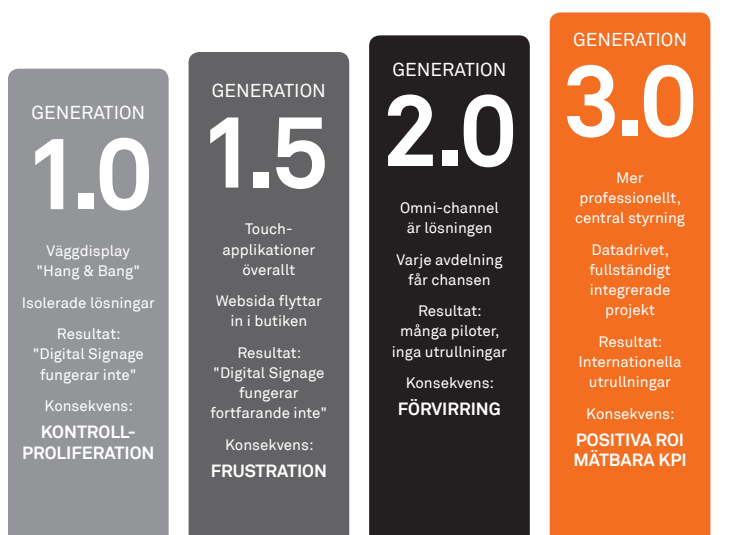 GENERATION
1.0
Väggdisplay
"Hang & Bang"
Isolerade lösningar
Resultat:
"Digital Signage
fungerar inte"
Konsekvens:
KONTROLL-
PROLIFERATION
GENERATION
1.5
Touch-
applikationer
överallt
Websida flyttar
in i butiken
Resultat:
"Digital Signage
fungerar
fortfarande inte"
Konsekvens:
FRUSTRATION
GENERATION
2.0
Omni-channel
är lösningen
Varje avdelning
får chansen
Resultat:
många piloter,
inga utrullningar
Konsekvens:
FÖRVIRRING
GENERATION
3.0
Mer
professionellt,
central styrning
Datadrivet,
fullständigt
integrerade
projekt
Resultat:
Internationella
utrullningar
Konsekvens:
POSITIVA ROI
MÄTBARA KPI